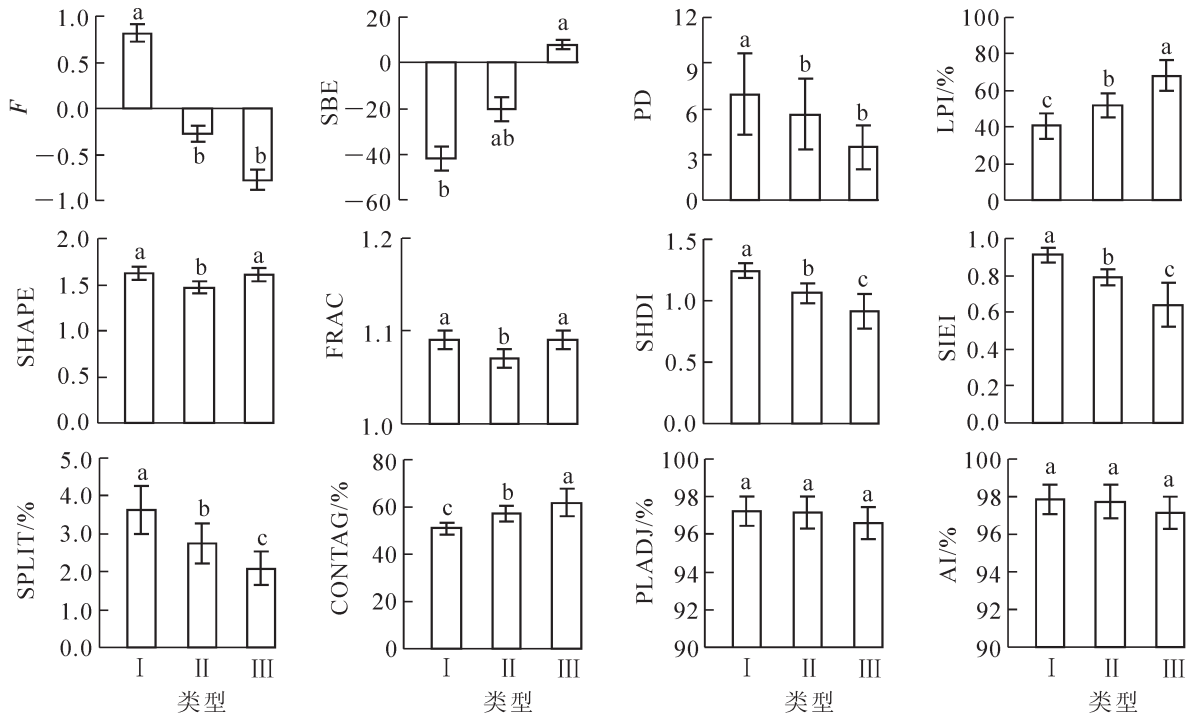 F
1.0
0.5
0.0
−0.5
−1.0
a
b
b
SBE
20
0
−20
−40
−60
b
ab
a
PD
12
9
6
3
0
a
b
b
LPI/%
100
80
60
40
20
0
c
b
a
SHAPE
2.0
1.5
1.0
0.5
0.0
a
b
a
FRAC
1.2
1.1
1.0
a
b
a
SHDI
1.5
1.0
0.5
0.0
a
b
c
SIEI
1.0
0.8
0.6
0.4
0.2
0.0
a
b
c
SPLIT/%
5.0
4.0
3.0
2.0
1.0
0.0
a
b
c
Ⅰ Ⅱ Ⅲ
类型
CONTAG/%
80
60
40
20
0
c
b
a
Ⅰ Ⅱ Ⅲ
类型
PLADJ/%
100
98
96
94
92
90
a
a
a
Ⅰ Ⅱ Ⅲ
类型
AI/%
100
98
96
94
92
90
a
a
a
Ⅰ Ⅱ Ⅲ
类型